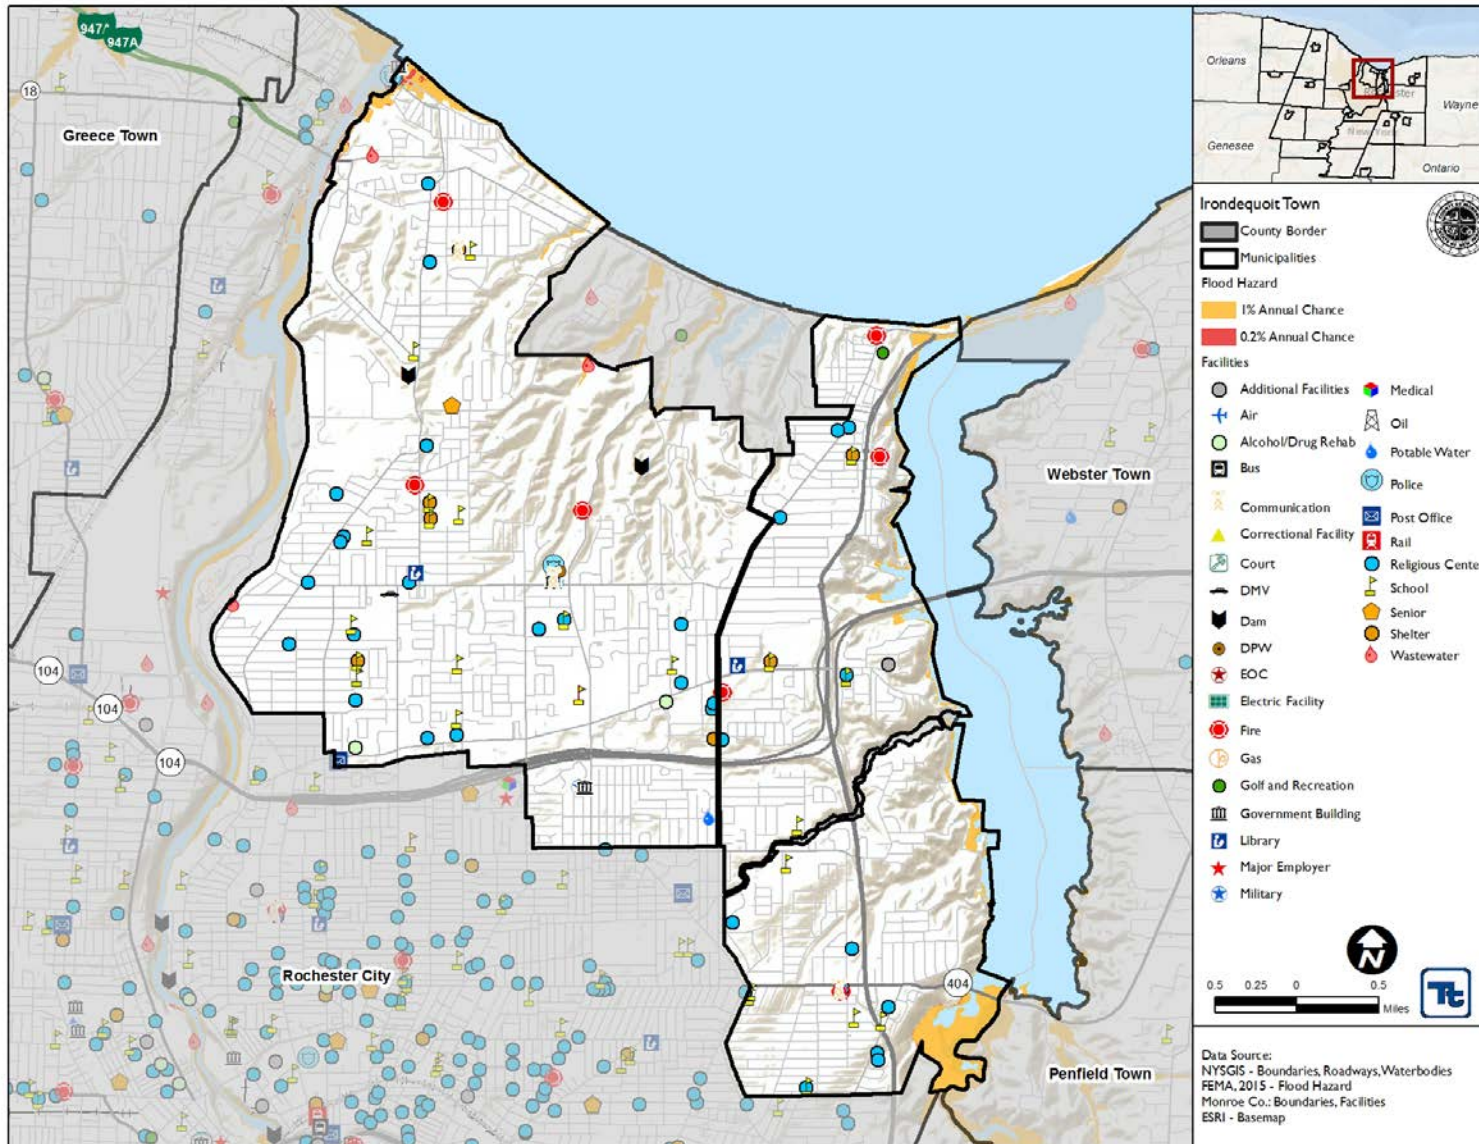 947A
947A
18
Greece Town
104
104
104
Webster Town
Rochester City
404
Penfield Town
Orleans
Wayne
Genesee
Ontario
Irondequoit Town
County Border
Municipalities
Flood Hazard
1% Annual Chance
0.2% Annual Chance
Facilities
Additional Facilities
Air
Alcohol/Drug Rehab
Bus
Communication
Correctional Facility
Court
DMV
Dam
DPW
EOC
Electric Facility
Fire
Gas
Golf and Recreation
Government Building
Library
Major Employer
Military
Medical
Oil
Potable Water
Police
Post Office
Rail
Religious Cente
School
Senior
Shelter
Wastewater
N
0.5 0.25 0 0.5
Miles
Tt
Data Source:
NYSGIS - Boundaries, Roadways, Waterbodies
FEMA, 2015 - Flood Hazard
Monroe Co.: Boundaries, Facilities
ESRI - Basemap